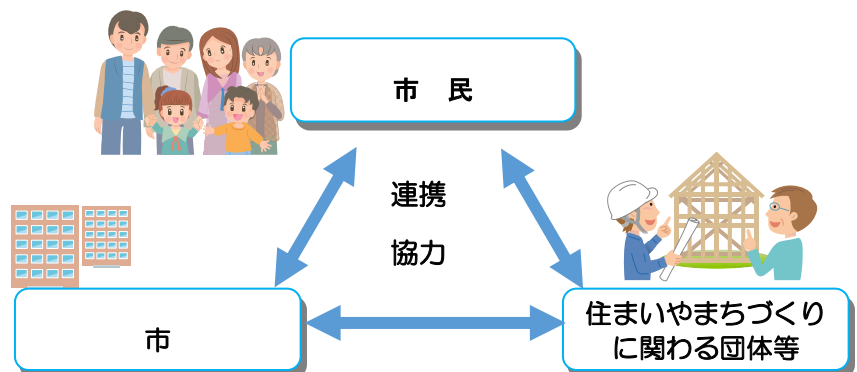 市　民
連携
協力
市
住まいやまちづくり
に関わる団体等